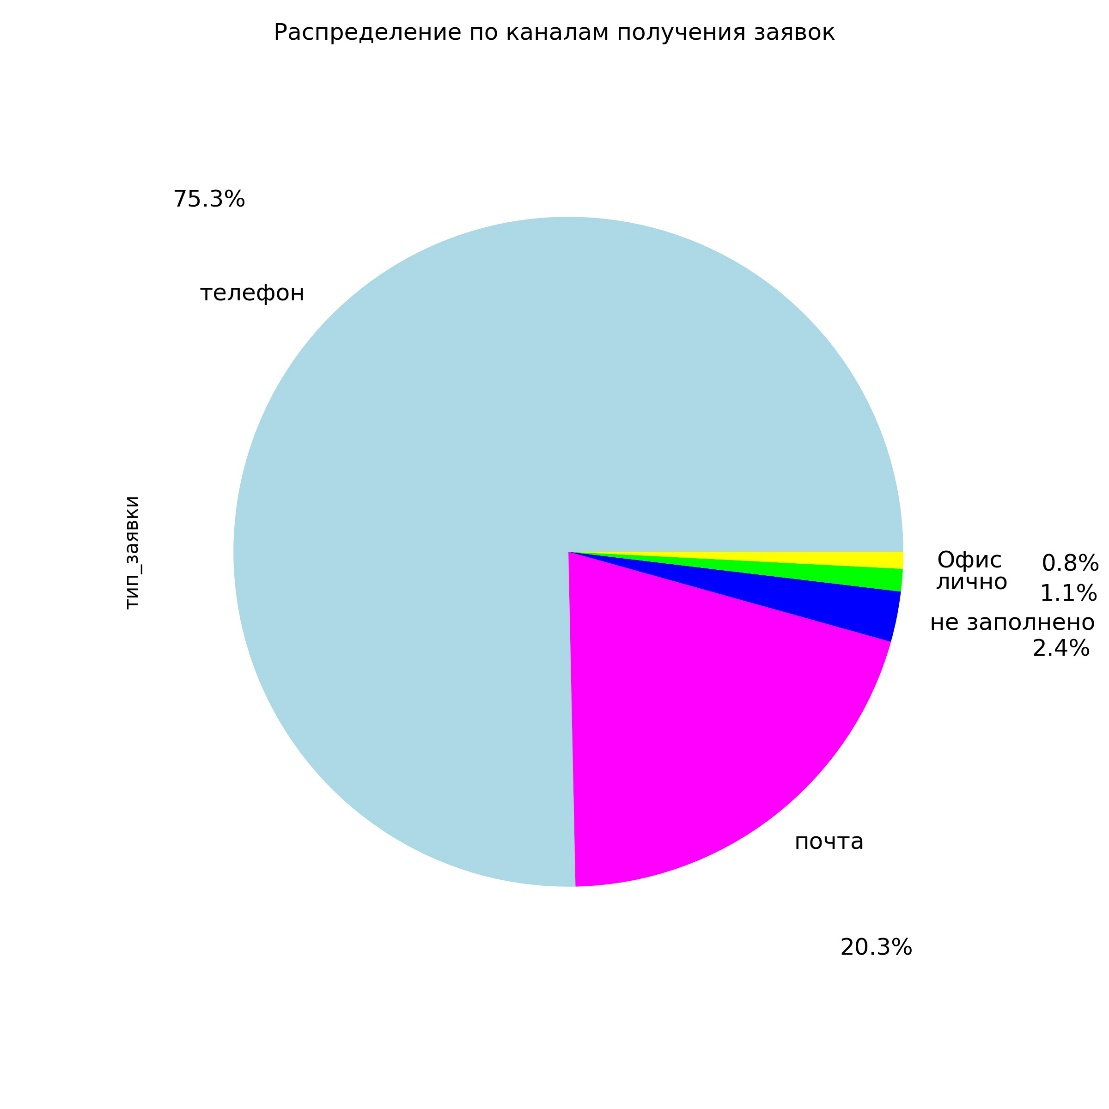 Распределение по каналам получения заявок
75.3%
телефон
тип_заявки
Офис 0.8%
лично 1.1%
не заполнено
2.4%
почта
20.3%